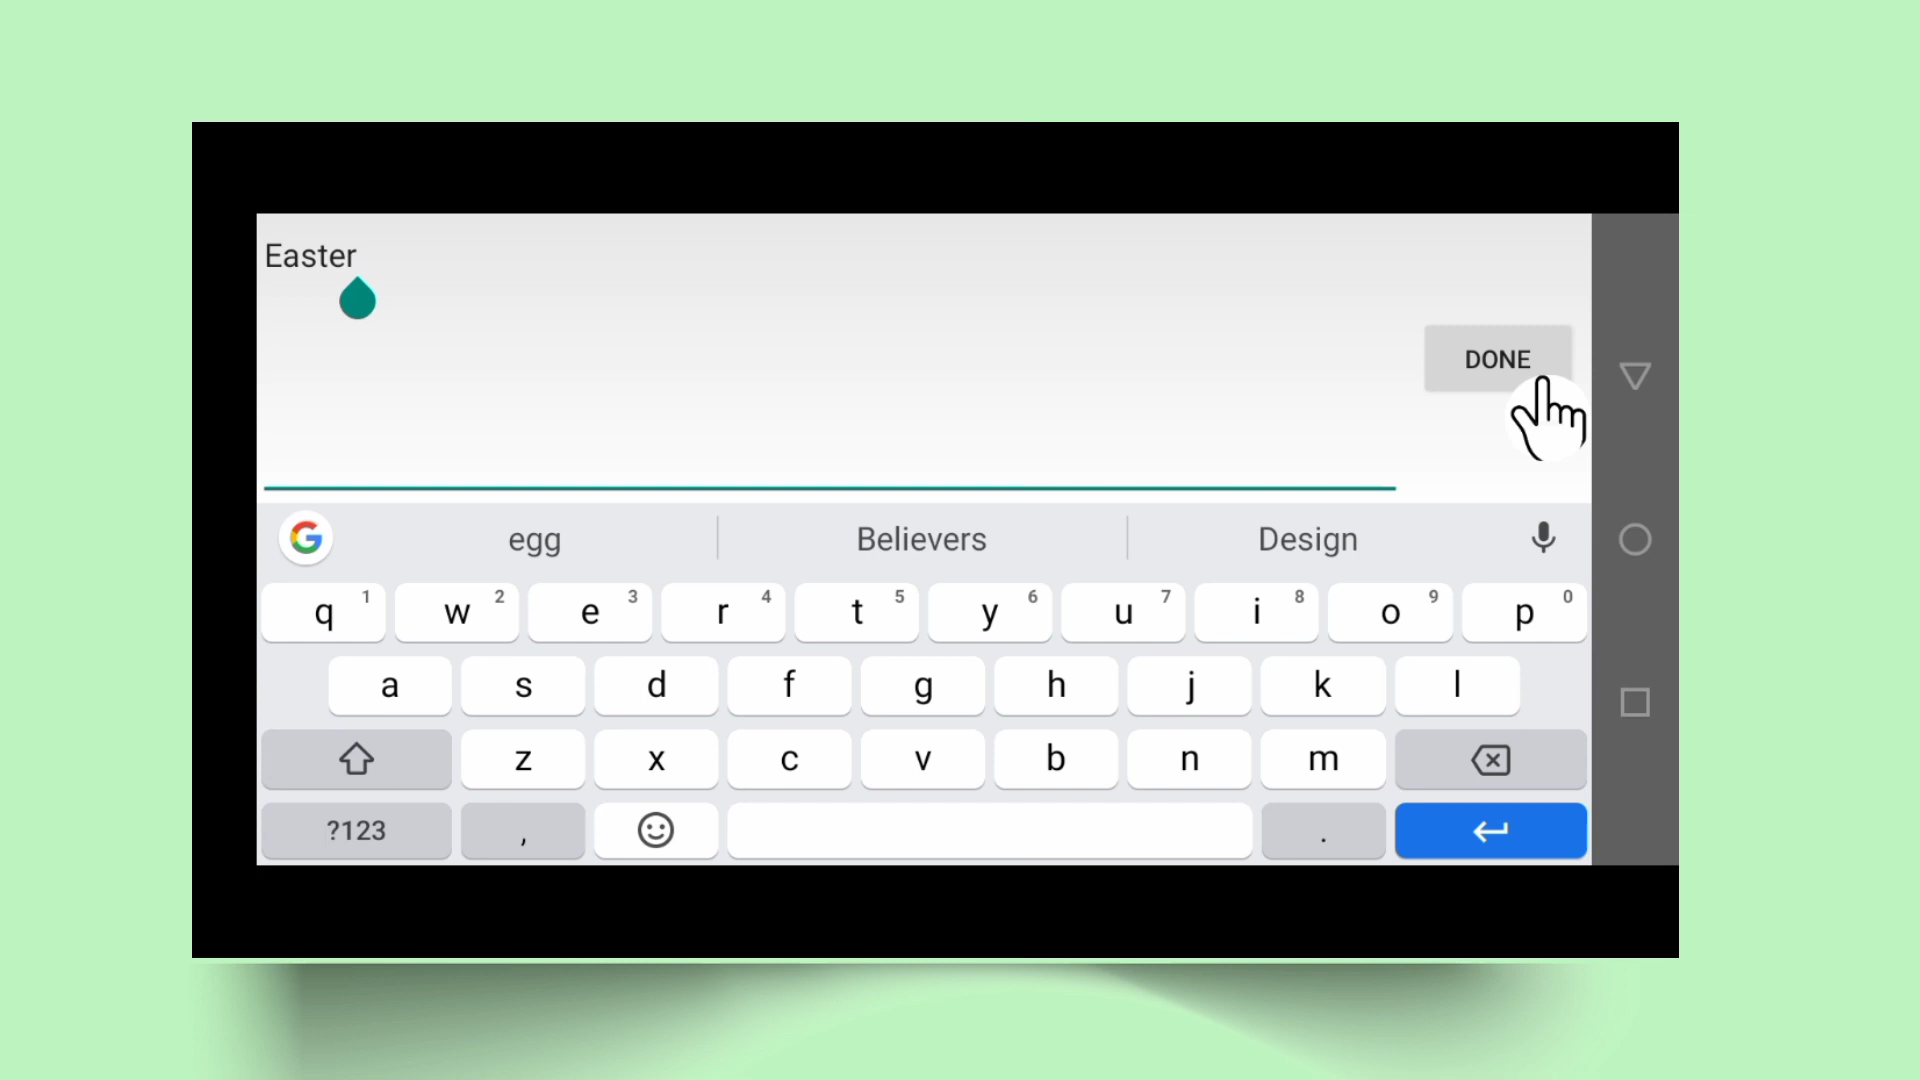 Easter
DONE
egg Believers Design
q 1 w 2 e 3 r 4 t 5 y 6 u 7 i 8 o 9 p 0
a s d f g h j k l
z x c v b n m
?123 , .